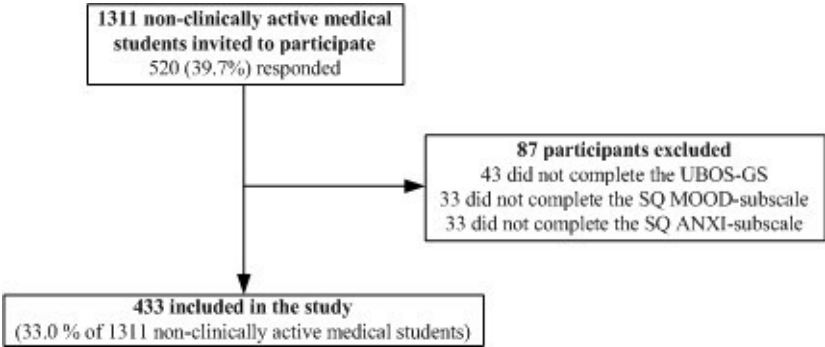 1311 non-clinically active medical
students invited to participate
520 (39.7%) responded
87 participants excluded
43 did not complete the UBOS-GS
33 did not complete the SQ MOOD-subscale
33 did not complete the SQ ANXI-subscale
433 included in the study
(33.0 % of 1311 non-clinically active medical students)